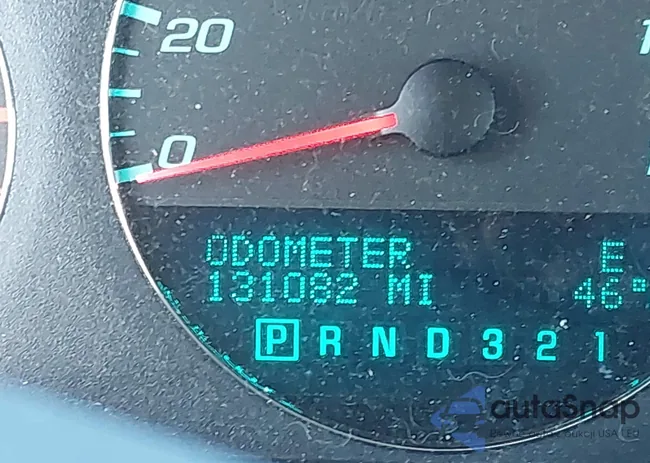 20
0
ODOMETER E
131082 MI 46°
P R N D 3 2 1
autoSnap